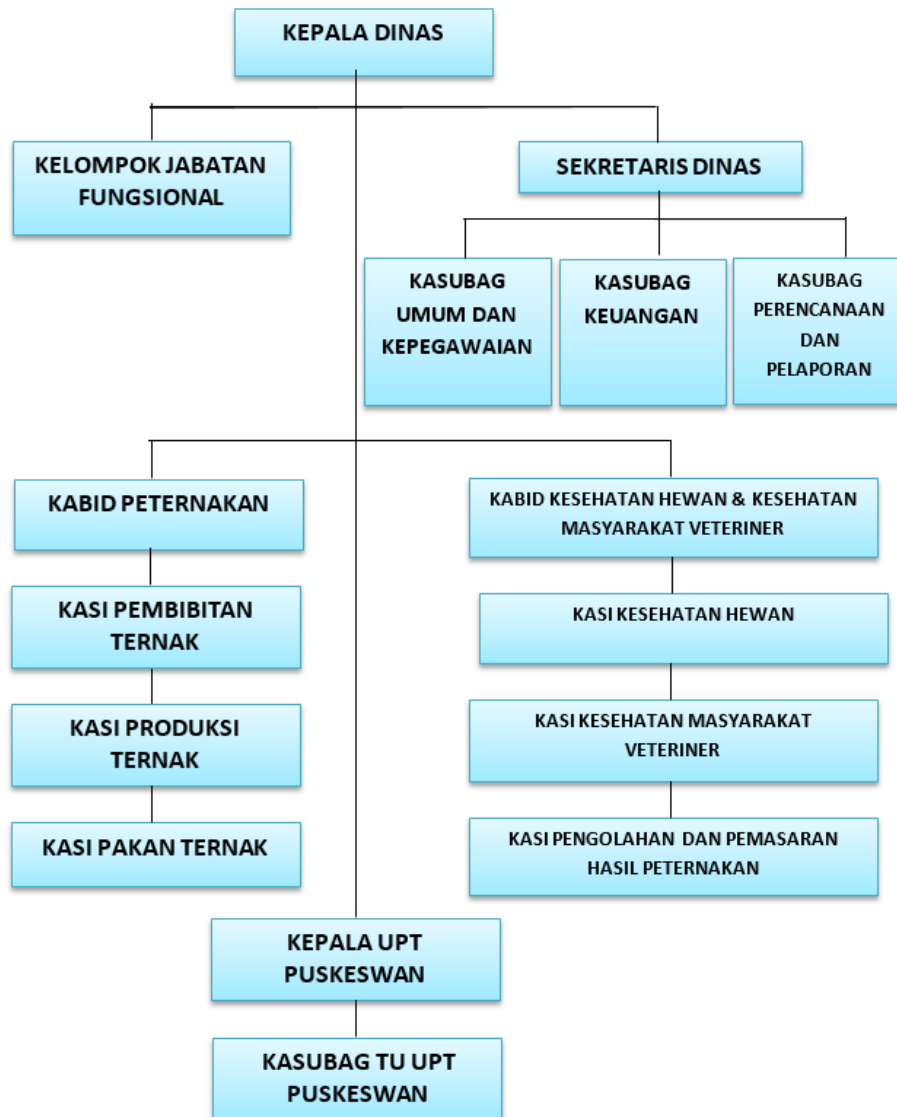 KEPALA DINAS
KELOMPOK JABATAN
FUNGSIONAL
SEKRETARIS DINAS
KASUBAG
UMUM DAN
KEPEGAWAIAN
KASUBAG
KEUANGAN
KASUBAG
PERENCANAAN
DAN
PELAPORAN
KABID PETERNAKAN
KASI PEMBIBITAN
TERNAK
KASI PRODUKSI
TERNAK
KASI PAKAN TERNAK
KABID KESEHATAN HEWAN & KESEHATAN
MASYARAKAT VETERINER
KASI KESEHATAN HEWAN
KASI KESEHATAN MASYARAKAT
VETERINER
KASI PENGOLAHAN DAN PEMASARAN
HASIL PETERNAKAN
KEPALA UPT
PUSKESWAN
KASUBAG TU UPT
PUSKESWAN